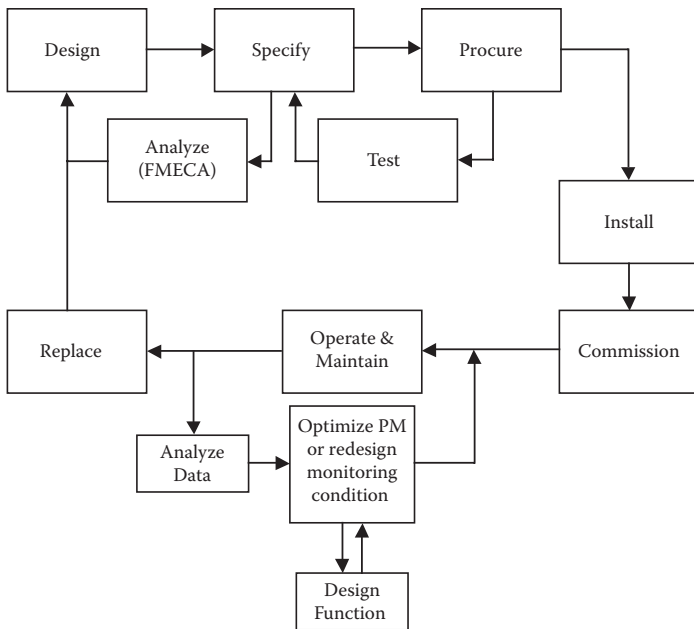 Design
Specify
Procure
Analyze
(FMECA)
Test
Install
Replace
Operate &
Maintain
Commission
Analyze
Data
Optimize PM
or redesign
monitoring
condition
Design
Function